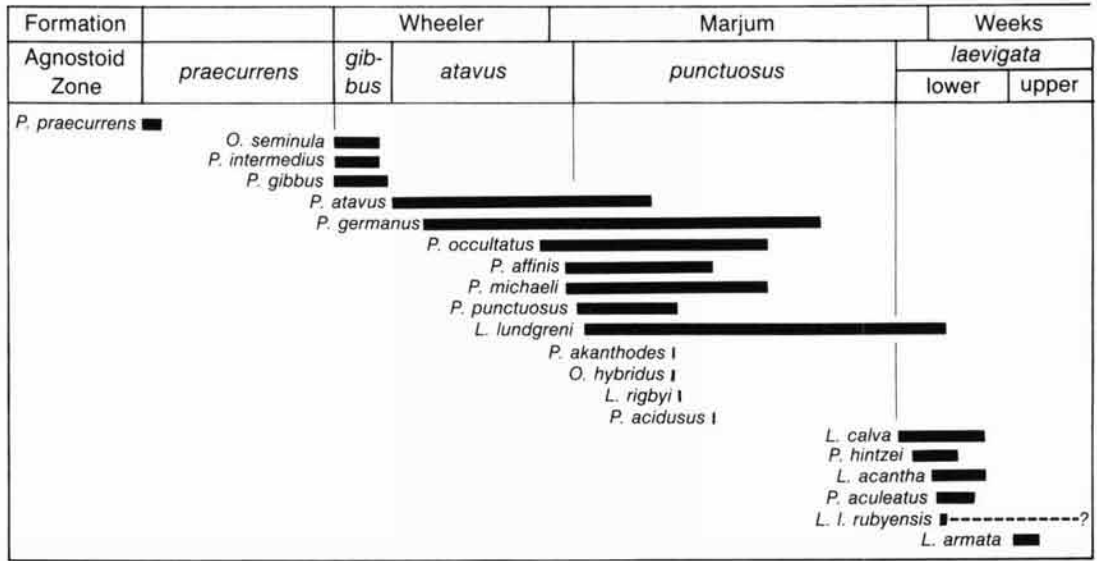 Formation Wheeler Marjum Weeks
Agnostoid Zone praecurrens gib-bus atavus punctuosus laevigata
lower upper
P. praecurrens
O. seminula
P. intermedius
P. gibbus
P. atavus
P. germanus
P. occultatus
P. affinis
P. michaeli
P. punctuosus
L. lundgreni
P. akanthodes
O. hybridus
L. rigbyi
P. acidusus
L. calva
P. hintzei
L. acantha
P. aculeatus
L. l. rubyensis ?
L. armata